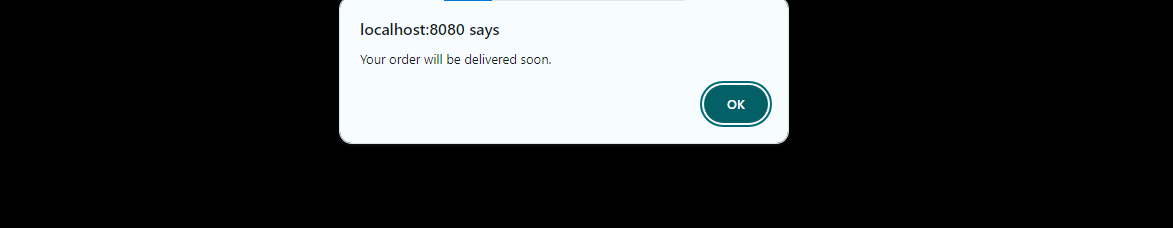 localhost:8080 says
Your order will be delivered soon.
OK